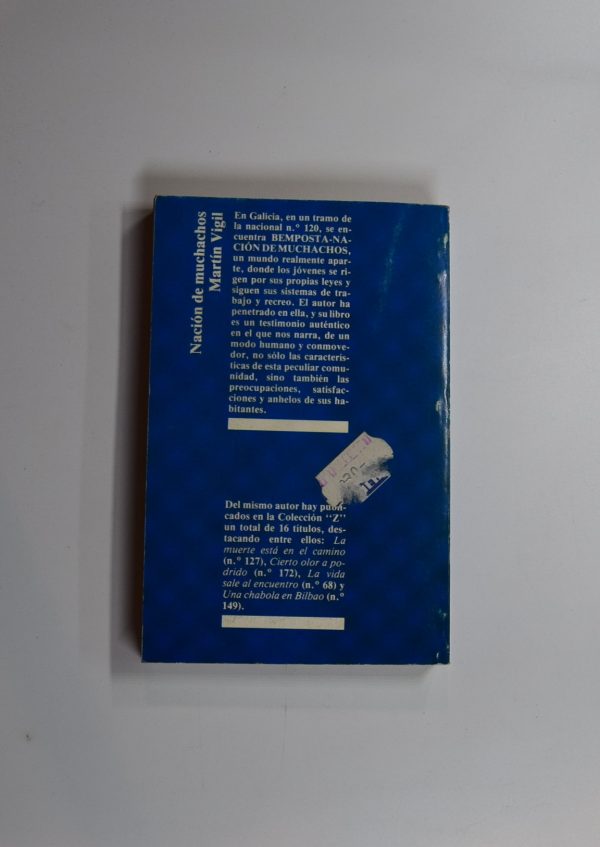 Nación de muchachos
Martín Vigil
En Galicia, en un tramo de
la nacional n.° 120, se en-
cuentra BEMPOSTA-NA-
CIÓN DE MUCHACHOS,
un mundo realmente apar-
te, donde los jóvenes se ri-
gen por sus propias leyes y
siguen sus sistemas de tra-
bajo y recreo. El autor ha
penetrado en ella, y su libro
es un testimonio auténtico
en el que nos narra, de un
modo humano y conmove-
dor, no sólo las caracterís-
ticas de esta peculiar comu-
nidad, sino también las
preocupaciones, satisfac-
ciones y anhelos de sus ha-
bitantes.
Del mismo autor hay publi-
cados en la Colección "Z"
un total de 16 títulos, des-
tacando entre ellos: La
muerte está en el camino
(n.° 127), Cierto olor a po-
drido (n.° 172), La vida
sale al encuentro (n.° 68) y
Una chabola en Bilbao (n.°
149).